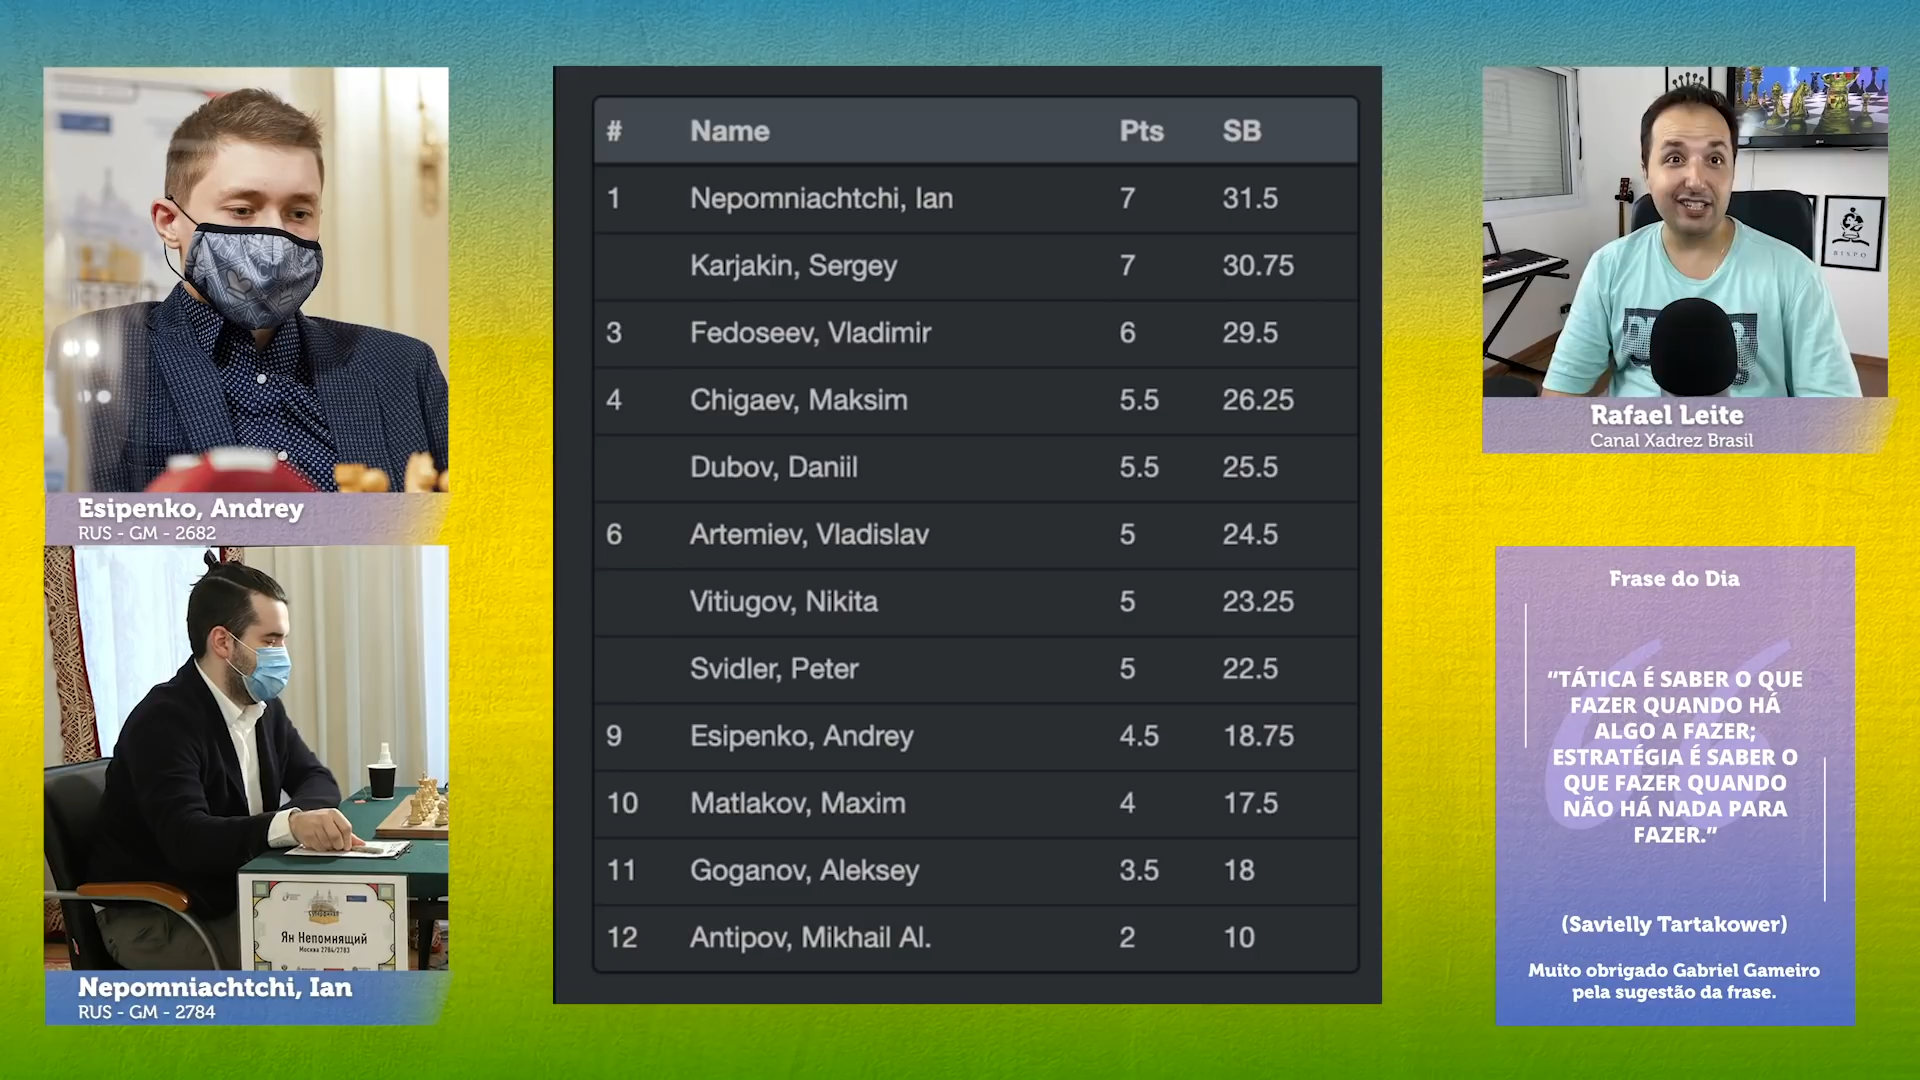 Esipenko, Andrey
RUS - GM - 2682
Ян Непомнящий
Москва 2784/2783
Nepomniachtchi, Ian
RUS - GM - 2784
# Name Pts SB
1 Nepomniachtchi, Ian 7 31.5
Karjakin, Sergey 7 30.75
3 Fedoseev, Vladimir 6 29.5
4 Chigaev, Maksim 5.5 26.25
Dubov, Daniil 5.5 25.5
6 Artemiev, Vladislav 5 24.5
Vitiugov, Nikita 5 23.25
Svidler, Peter 5 22.5
9 Esipenko, Andrey 4.5 18.75
10 Matlakov, Maxim 4 17.5
11 Goganov, Aleksey 3.5 18
12 Antipov, Mikhail Al. 2 10
BISPO
Rafael Leite
Canal Xadrez Brasil
Frase do Dia
“TÁTICA É SABER O QUE
FAZER QUANDO HÁ
ALGO A FAZER;
ESTRATÉGIA É SABER O
QUE FAZER QUANDO
NÃO HÁ NADA PARA
FAZER.”
(Savielly Tartakower)
Muito obrigado Gabriel Gameiro
pela sugestão da frase.